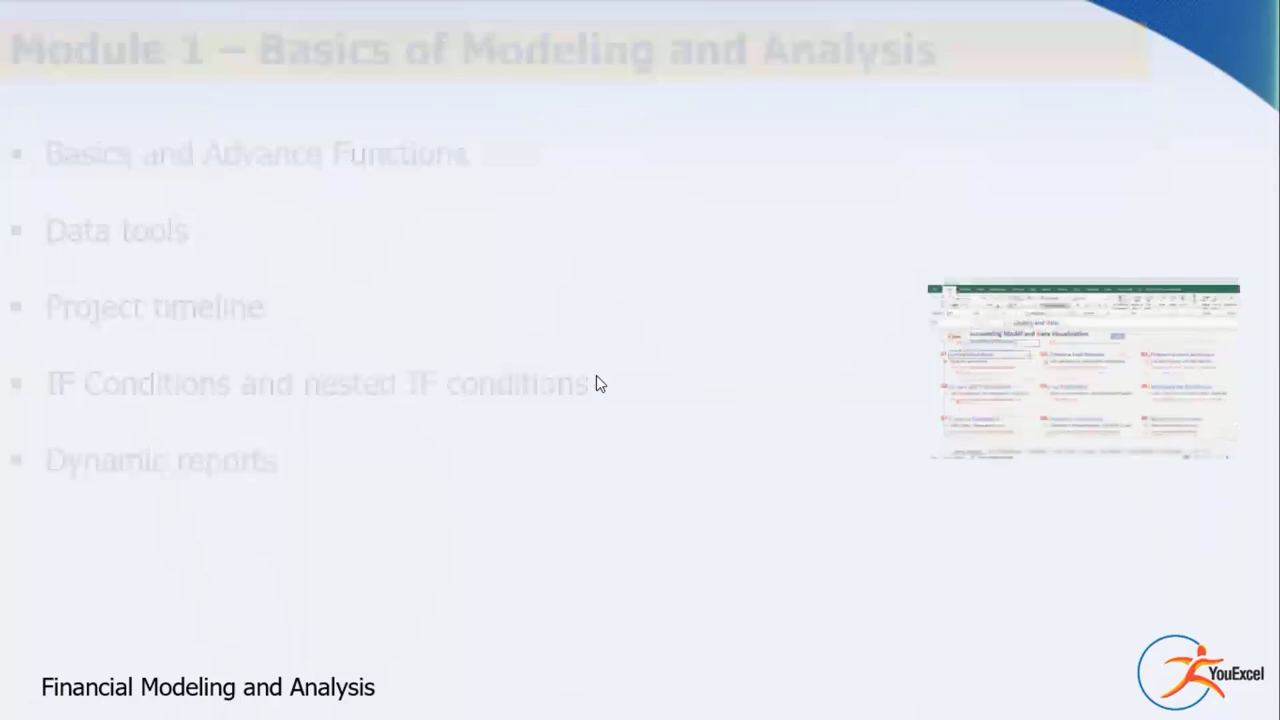 Module 1 – Basics of Modeling and Analysis
▪ Basics and Advance Functions
▪ Data tools
▪ Project timeline
▪ IF Conditions and nested IF conditions
▪ Dynamic reports
Financial Modeling and Analysis
YouExcel